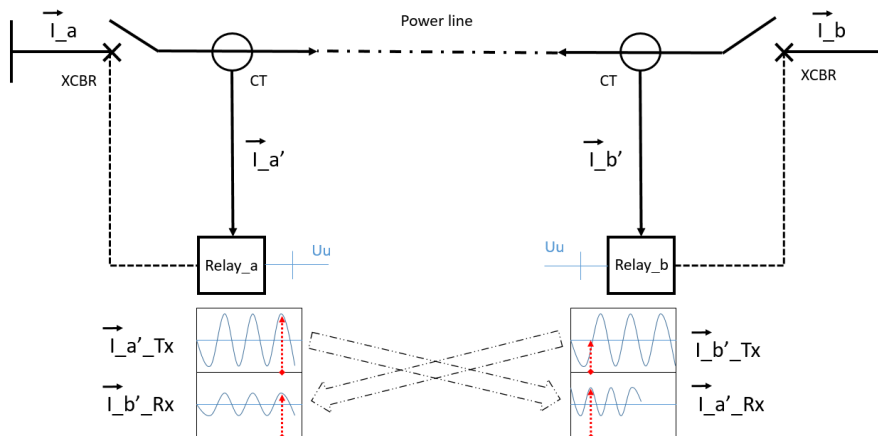 I_a
Power line
I_b
XCBR
CT
CT
XCBR
I_a’
I_b’
Uu
Uu
Relay_a
Relay_b
I_a’_Tx
I_b’_Tx
I_b’_Rx
I_a’_Rx